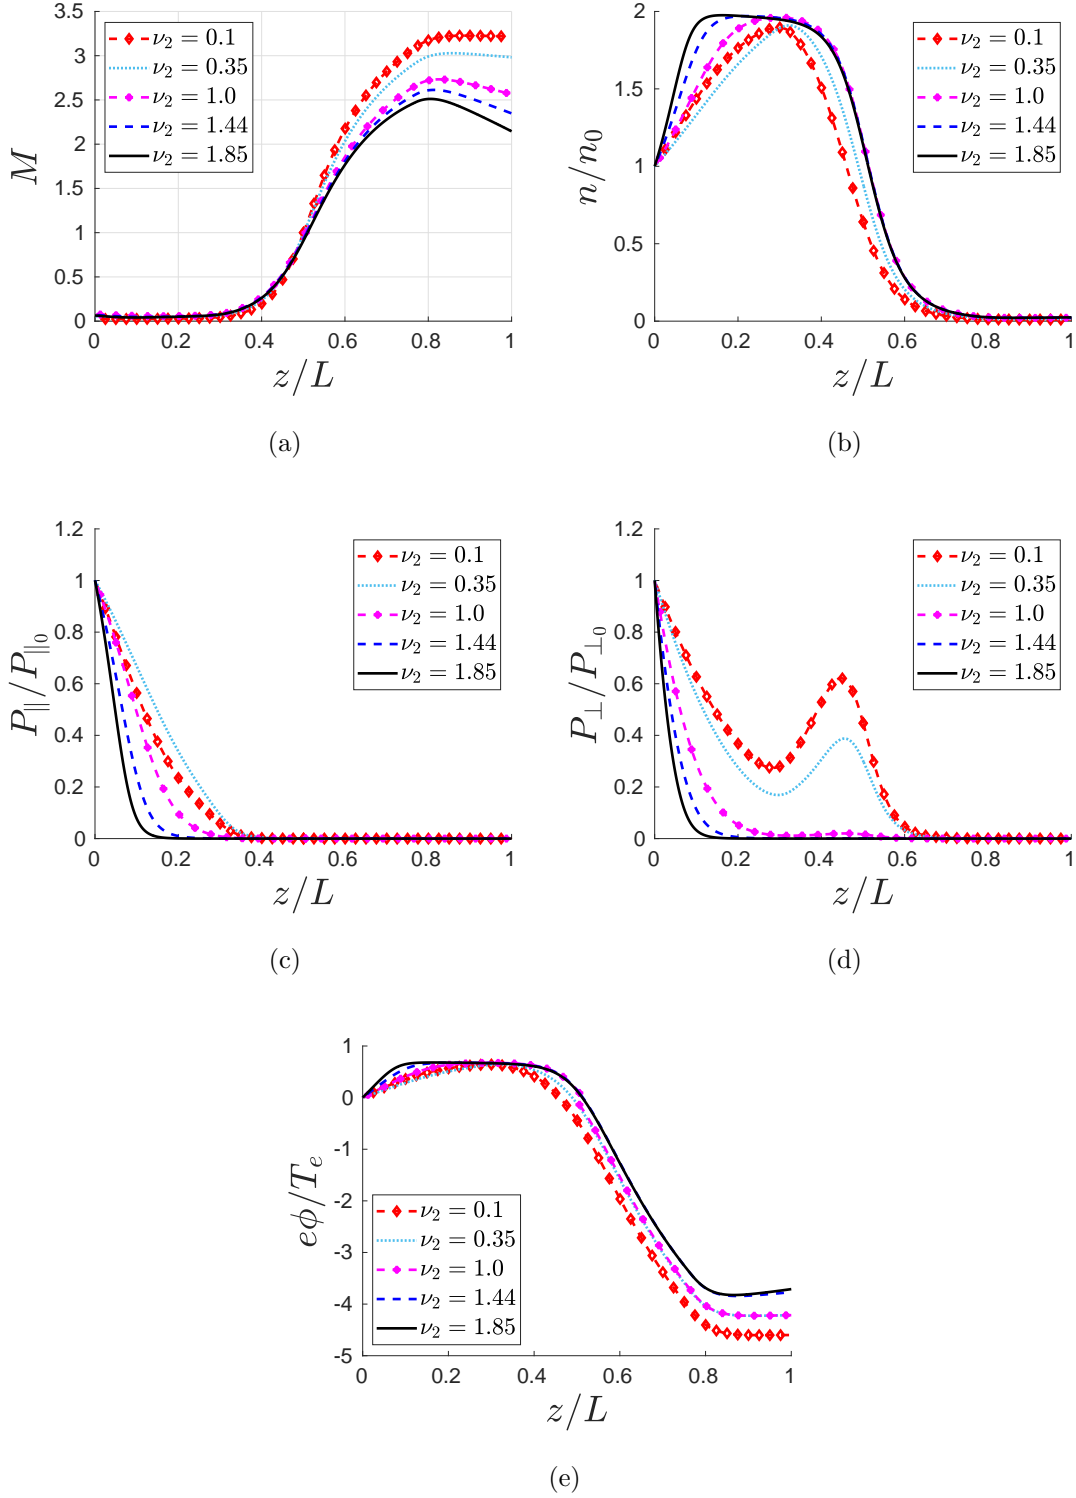 M
3.5
3
2.5
2
1.5
1
0.5
0
ν₂ = 0.1
ν₂ = 0.35
ν₂ = 1.0
ν₂ = 1.44
ν₂ = 1.85
0 0.2 0.4 0.6 0.8 1
z/L
(a)
n/n₀
2
1.5
1
0.5
0
ν₂ = 0.1
ν₂ = 0.35
ν₂ = 1.0
ν₂ = 1.44
ν₂ = 1.85
0 0.2 0.4 0.6 0.8 1
z/L
(b)
P∥/P∥₀
1.2
1
0.8
0.6
0.4
0.2
0
ν₂ = 0.1
ν₂ = 0.35
ν₂ = 1.0
ν₂ = 1.44
ν₂ = 1.85
0 0.2 0.4 0.6 0.8 1
z/L
(c)
P⊥/P⊥₀
1.2
1
0.8
0.6
0.4
0.2
0
ν₂ = 0.1
ν₂ = 0.35
ν₂ = 1.0
ν₂ = 1.44
ν₂ = 1.85
0 0.2 0.4 0.6 0.8 1
z/L
(d)
eϕ/Tₑ
1
0
-1
-2
-3
-4
-5
ν₂ = 0.1
ν₂ = 0.35
ν₂ = 1.0
ν₂ = 1.44
ν₂ = 1.85
0 0.2 0.4 0.6 0.8 1
z/L
(e)